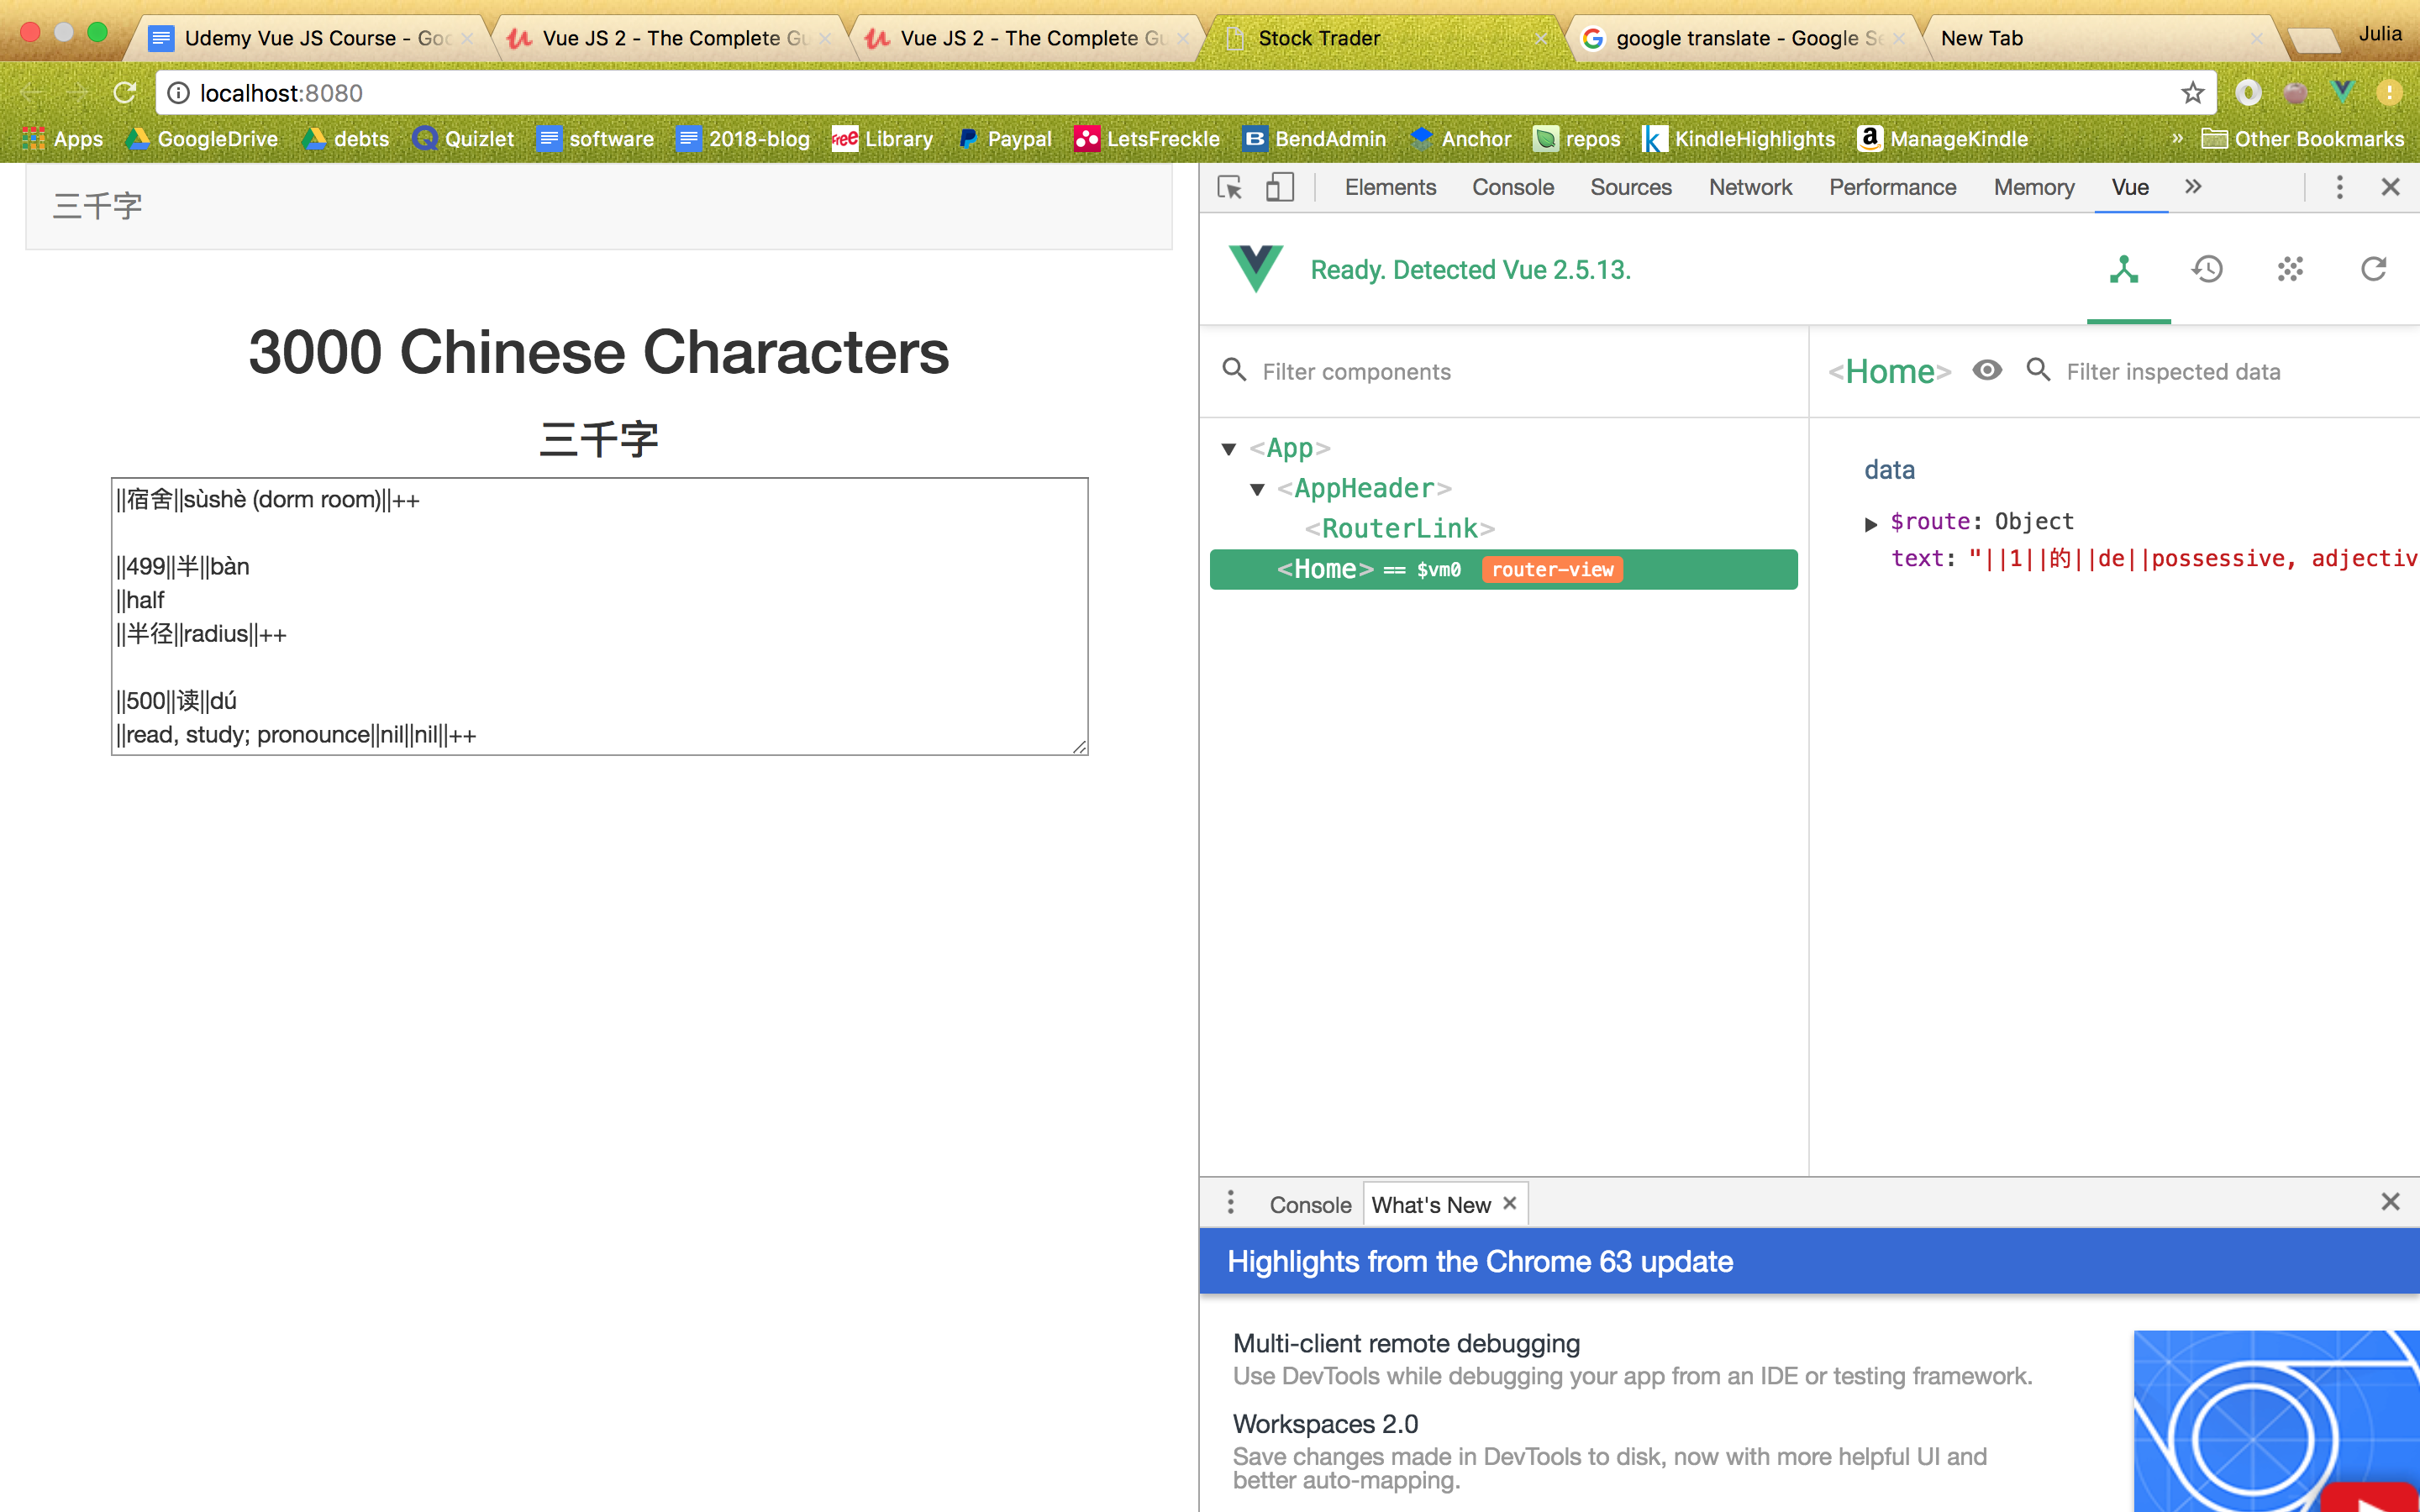 Udemy Vue JS Course - Goo
Vue JS 2 - The Complete Gu
Vue JS 2 - The Complete Gu
Stock Trader
google translate - Google Se
New Tab
Julia
localhost:8080
Apps
GoogleDrive
debts
Quizlet
software
2018-blog
free Library
Paypal
LetsFreckle
B BendAdmin
Anchor
repos
k KindleHighlights
a ManageKindle
» Other Bookmarks
三千字
3000 Chinese Characters
三千字
||宿舍||sùshè (dorm room)||++
||499||半||bàn
||half
||半径||radius||++
||500||读||dú
||read, study; pronounce||nil||nil||++
Elements Console Sources Network Performance Memory Vue »
Ready. Detected Vue 2.5.13.
Filter components
<App>
<AppHeader>
<RouterLink>
<Home> == $vm0 router-view
<Home> Filter inspected data
data
$route: Object
text: "||1||的||de||possessive, adjectiv
Console What's New
Highlights from the Chrome 63 update
Multi-client remote debugging
Use DevTools while debugging your app from an IDE or testing framework.
Workspaces 2.0
Save changes made in DevTools to disk, now with more helpful UI and
better auto-mapping.